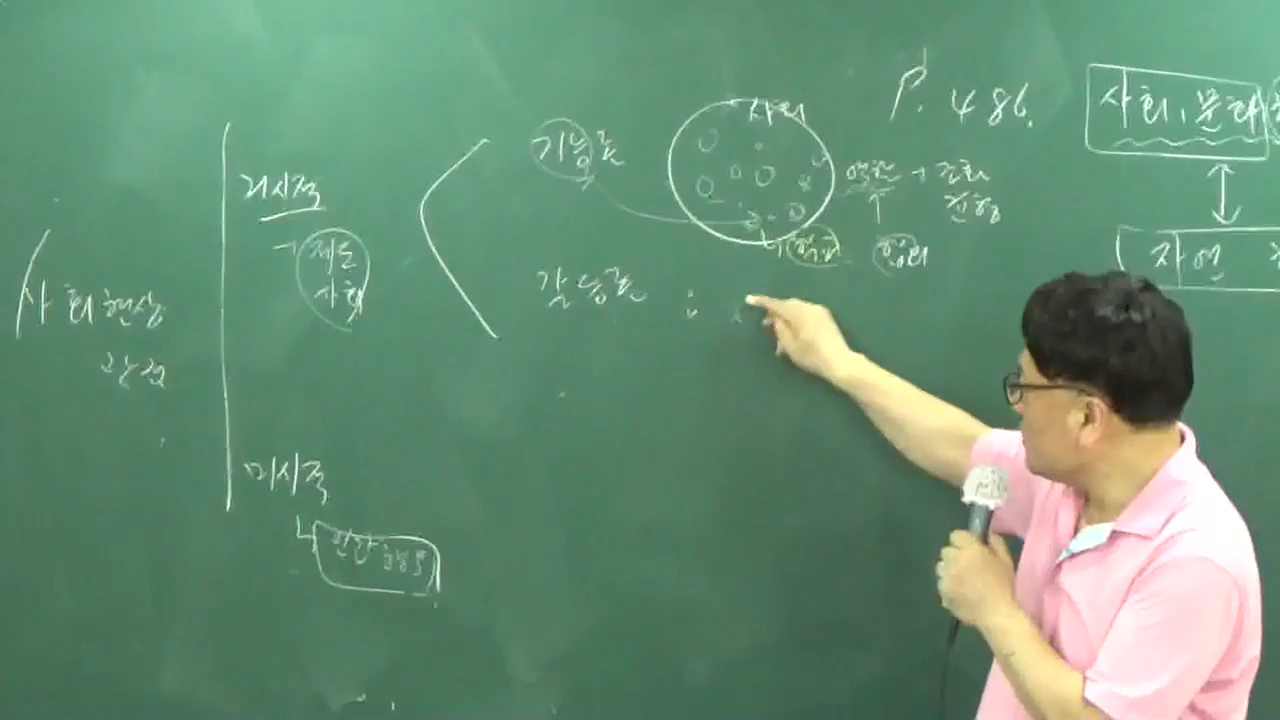 사회현상
관점
거시적
제도
사회
미시적
인간행동
기능론
사회
갈등론 :
역할 → 조화
균형
합의
P. 486.
사회, 문화
자연